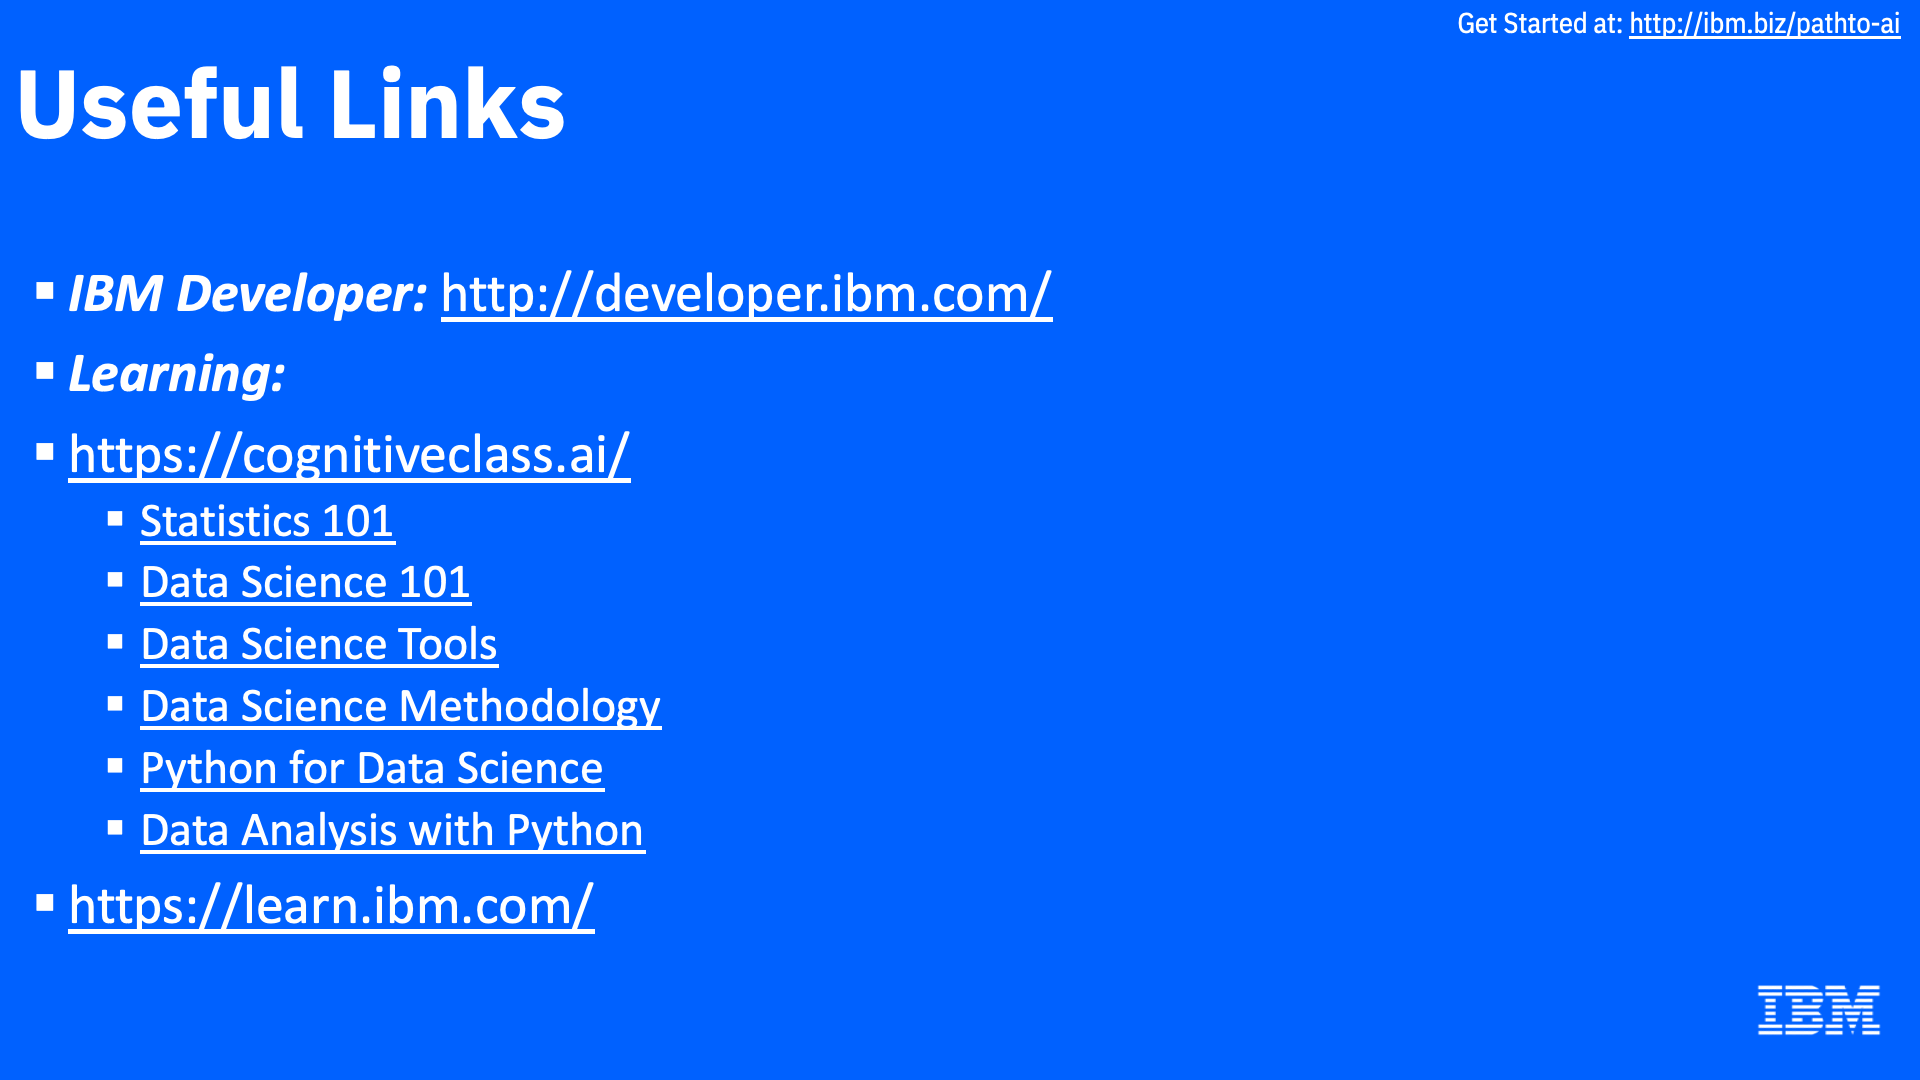 Get Started at: http://ibm.biz/pathto-ai
Useful Links
▪ IBM Developer: http://developer.ibm.com/
▪ Learning:
▪ https://cognitiveclass.ai/
▪ Statistics 101
▪ Data Science 101
▪ Data Science Tools
▪ Data Science Methodology
▪ Python for Data Science
▪ Data Analysis with Python
▪ https://learn.ibm.com/
IBM